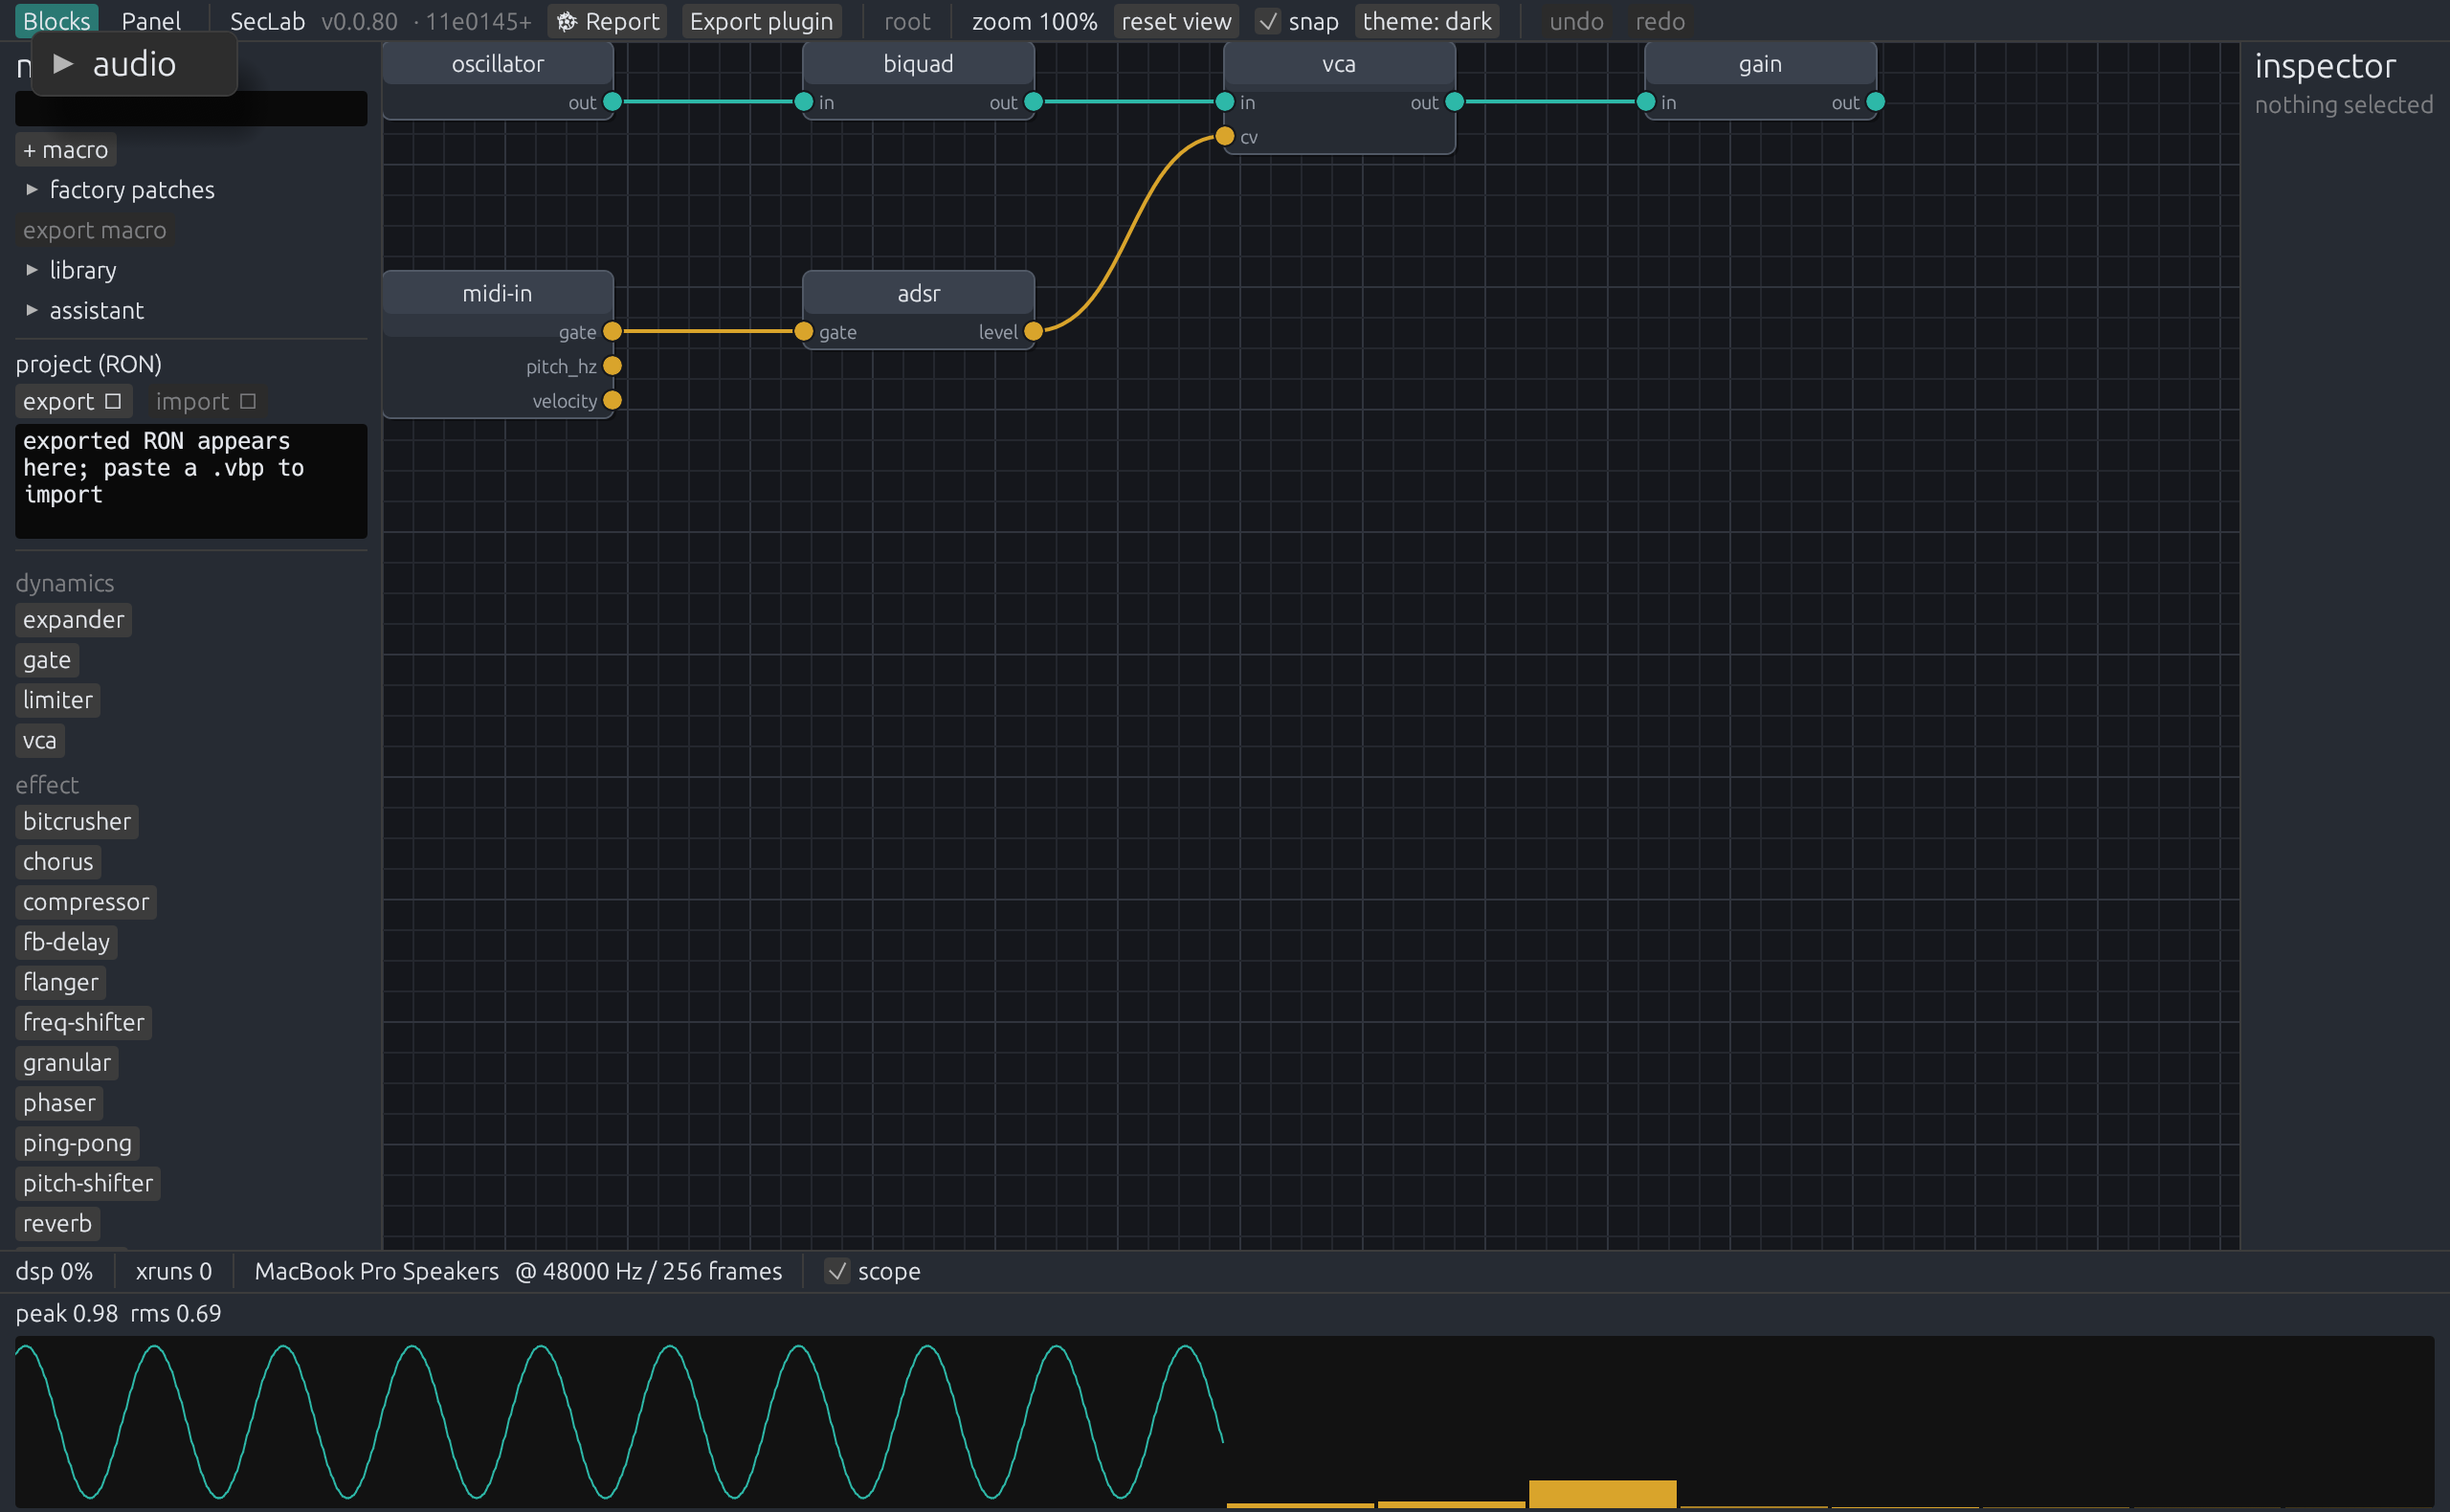 Blocks Panel SecLab v0.0.80 · 11e0145+ Report Export plugin root zoom 100% reset view snap theme: dark undo redo
audio
+ macro
factory patches
export macro
library
assistant
project (RON)
export import
exported RON appears
here; paste a .vbp to
import
dynamics
expander
gate
limiter
vca
effect
bitcrusher
chorus
compressor
fb-delay
flanger
freq-shifter
granular
phaser
ping-pong
pitch-shifter
reverb
oscillator
out
biquad
in out
vca
in out
cv
gain
in out
midi-in
gate
pitch_hz
velocity
adsr
gate level
inspector
nothing selected
dsp 0% xruns 0 MacBook Pro Speakers @ 48000 Hz / 256 frames scope
peak 0.98 rms 0.69